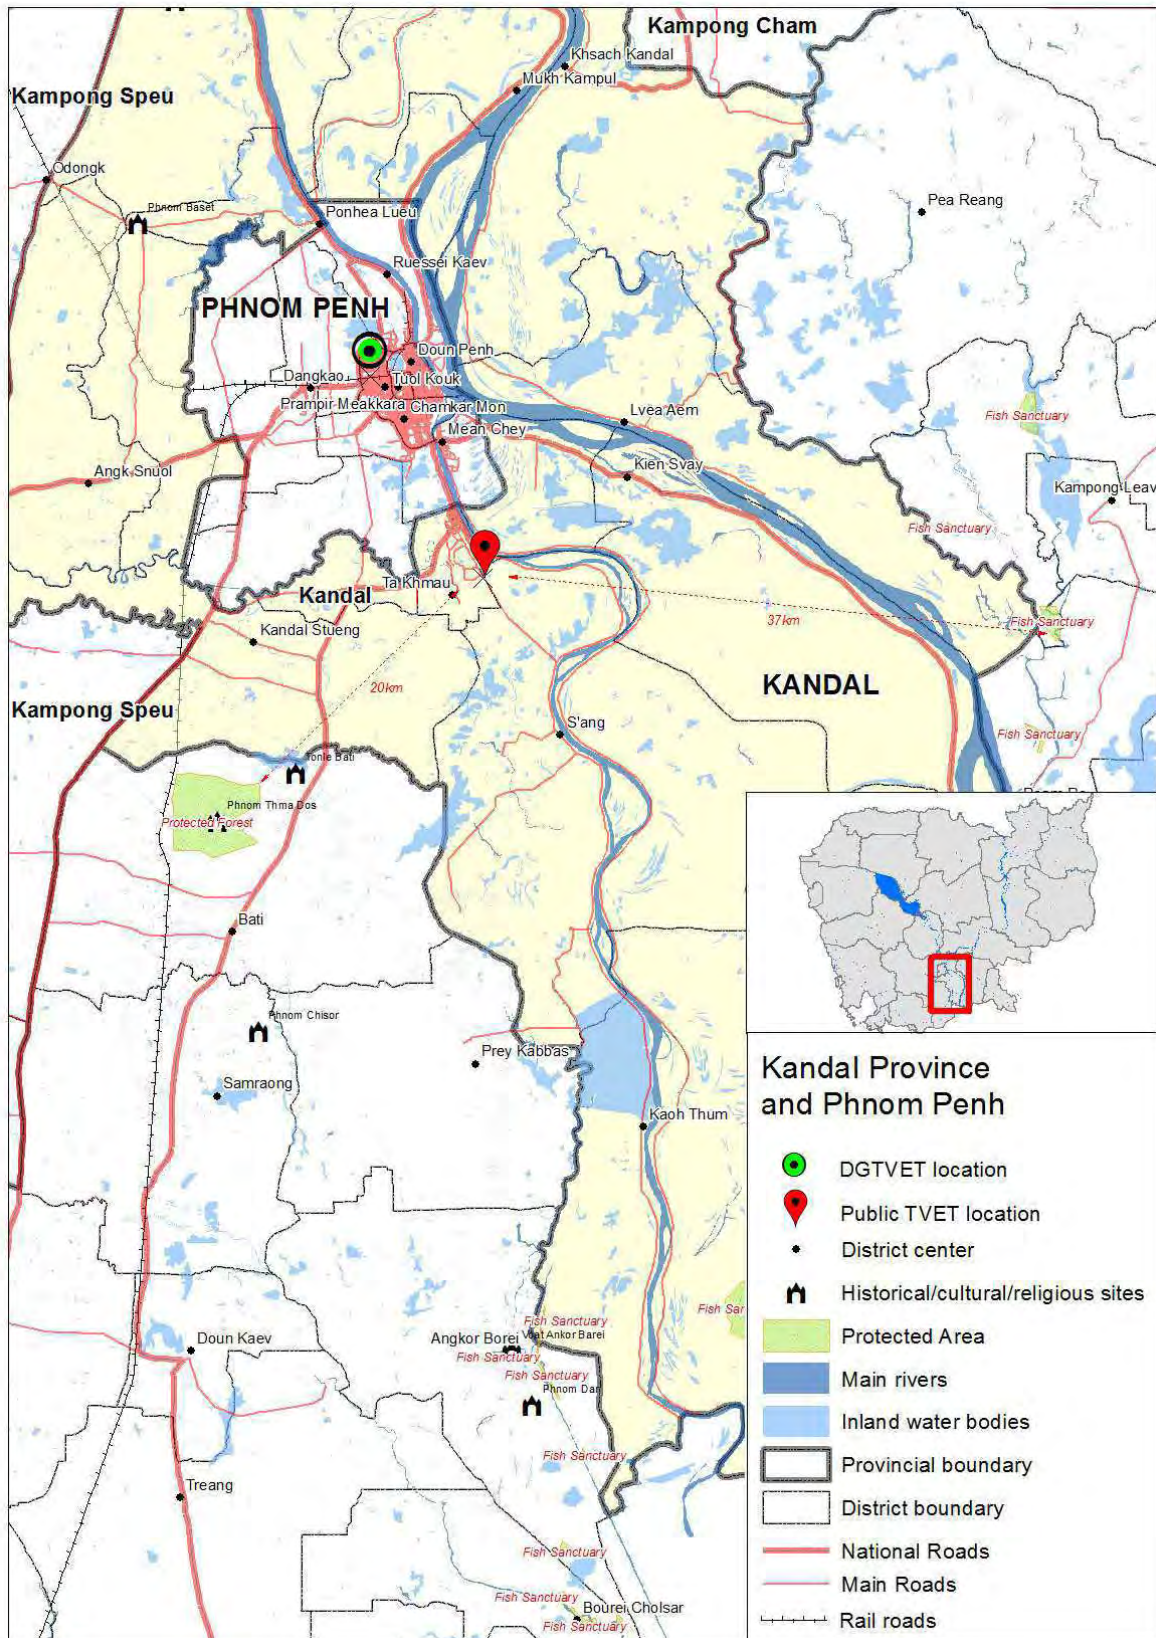 Kampong Cham
Khsach Kandal
Mukh Kampul
Kampong Speu
Odongk
Phnom Baset
Ponhea Lueu
Pea Reang
Ruessei Kaev
PHNOM PENH
Doun Penh
Dangkao
Tuol Kouk
Prampir Meakkara
Chamkar Mon
Lvea Aem
Fish Sanctuary
Mean Chey
Angk Snuol
Kien Svay
Kampong Leav
Fish Sanctuary
Ta Khmau
Kandal
Kandal Stueng
37km
Fish Sanctuary
20km
KANDAL
Kampong Speu
S'ang
Fish Sanctuary
Tonle Bati
Phnom Thma Dos
Protected Forest
Bati
Phnom Chisor
Prey Kabbas
Samraong
Kaoh Thum
Kandal Province
and Phnom Penh
DGTVET location
Public TVET location
District center
Historical/cultural/religious sites
Protected Area
Main rivers
Inland water bodies
Provincial boundary
District boundary
National Roads
Main Roads
Rail roads
Fish Sar
Fish Sanctuary
Doun Kaev
Angkor Borei
Voat Ankor Barei
Fish Sanctuary
Fish Sanctuary
Phnom Dar
Fish Sanctuary
Treang
Fish Sanctuary
Fish Sanctuary
Bourei Cholsar
Fish Sanctuary